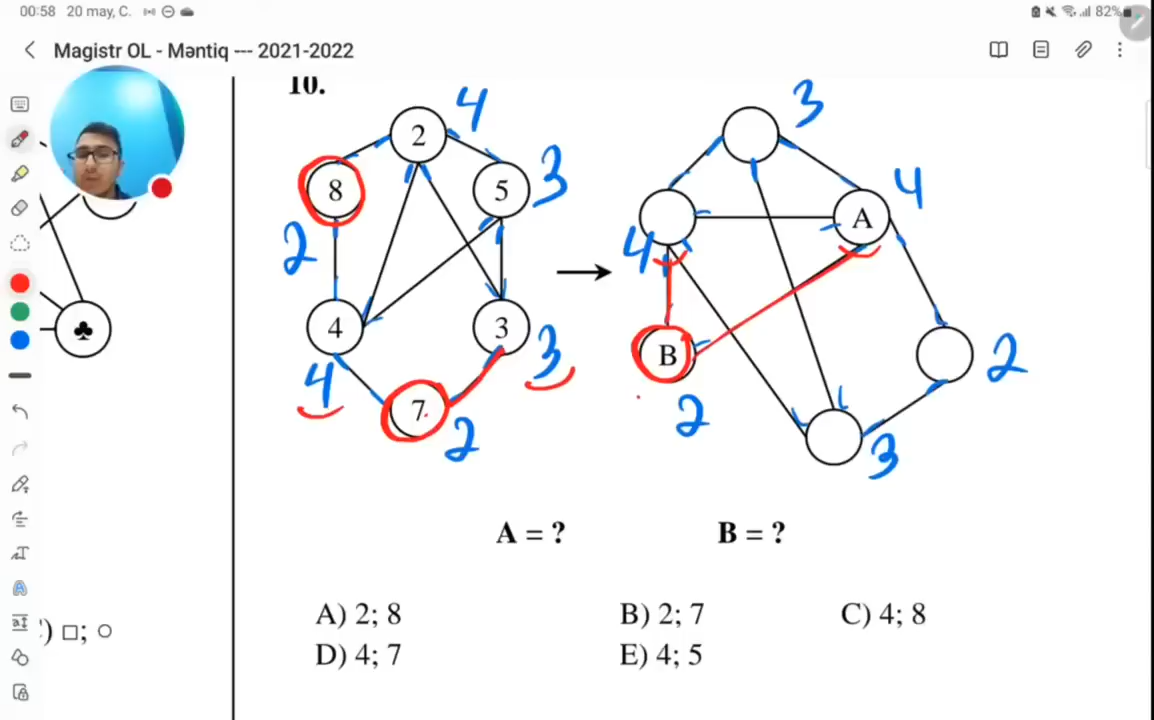 00:58 20 may, C. 82%
Magistr OL - Məntiq --- 2021-2022
10.
2 4 3
8 5 3 A 4
2 4
4 3 B 2
4 3 2
7 2 3
♣
A = ? B = ?
A) 2; 8 B) 2; 7 C) 4; 8
) □; ○
D) 4; 7 E) 4; 5